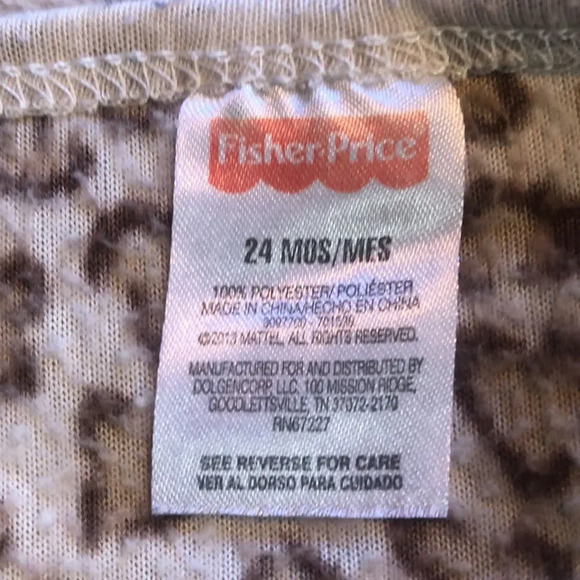 Fisher-Price
24 MOS/MES
100% POLYESTER/POLIÉSTER
MADE IN CHINA/HECHO EN CHINA
©2013 MATTEL, ALL RIGHTS RESERVED.
MANUFACTURED FOR AND DISTRIBUTED BY
DOLGENCORP, LLC, 100 MISSION RIDGE,
GOODLETTSVILLE, TN 37072-2170
RN67227
SEE REVERSE FOR CARE
VER AL DORSO PARA CUIDADO